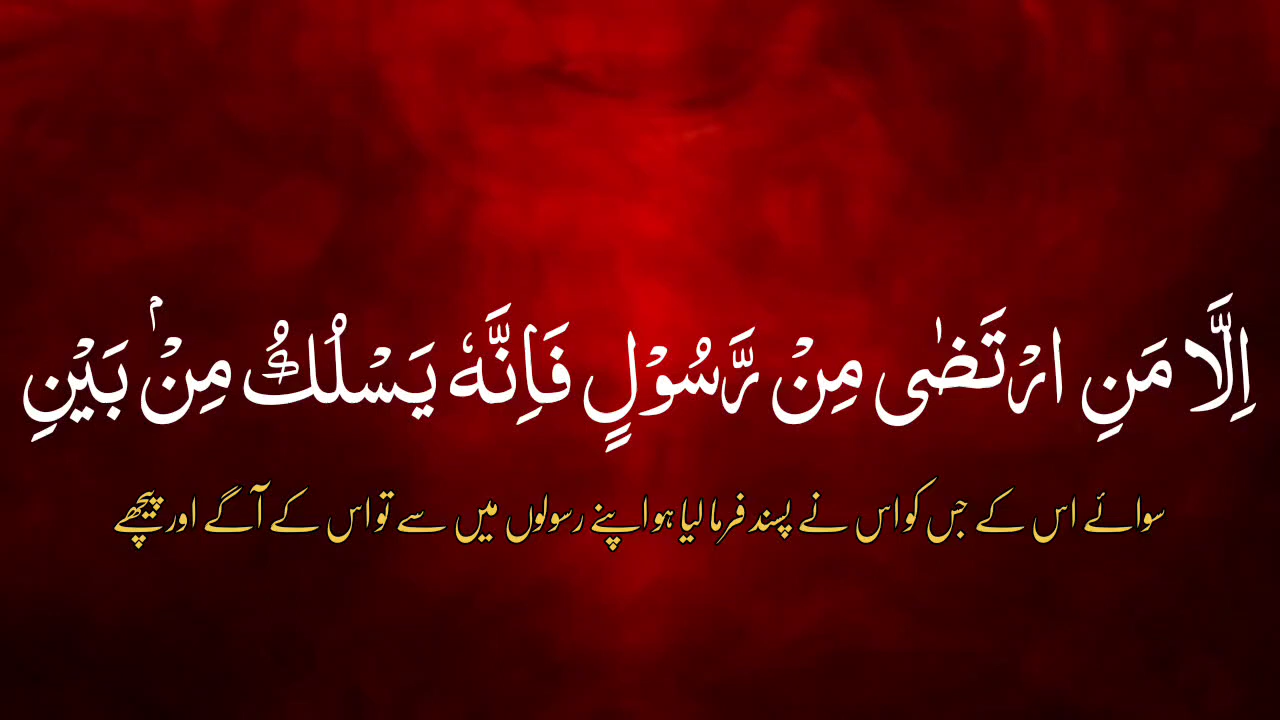 اِلَّا مَنِ ارْتَضٰى مِنْ رَّسُوْلٍ فَاِنَّهٗ يَسْلُكُ مِنْۢ بَيْنِ
سوائے اس کے جس کو اس نے پسند فرما لیا ہو اپنے رسولوں میں سے تو اس کے آگے اور پیچھے